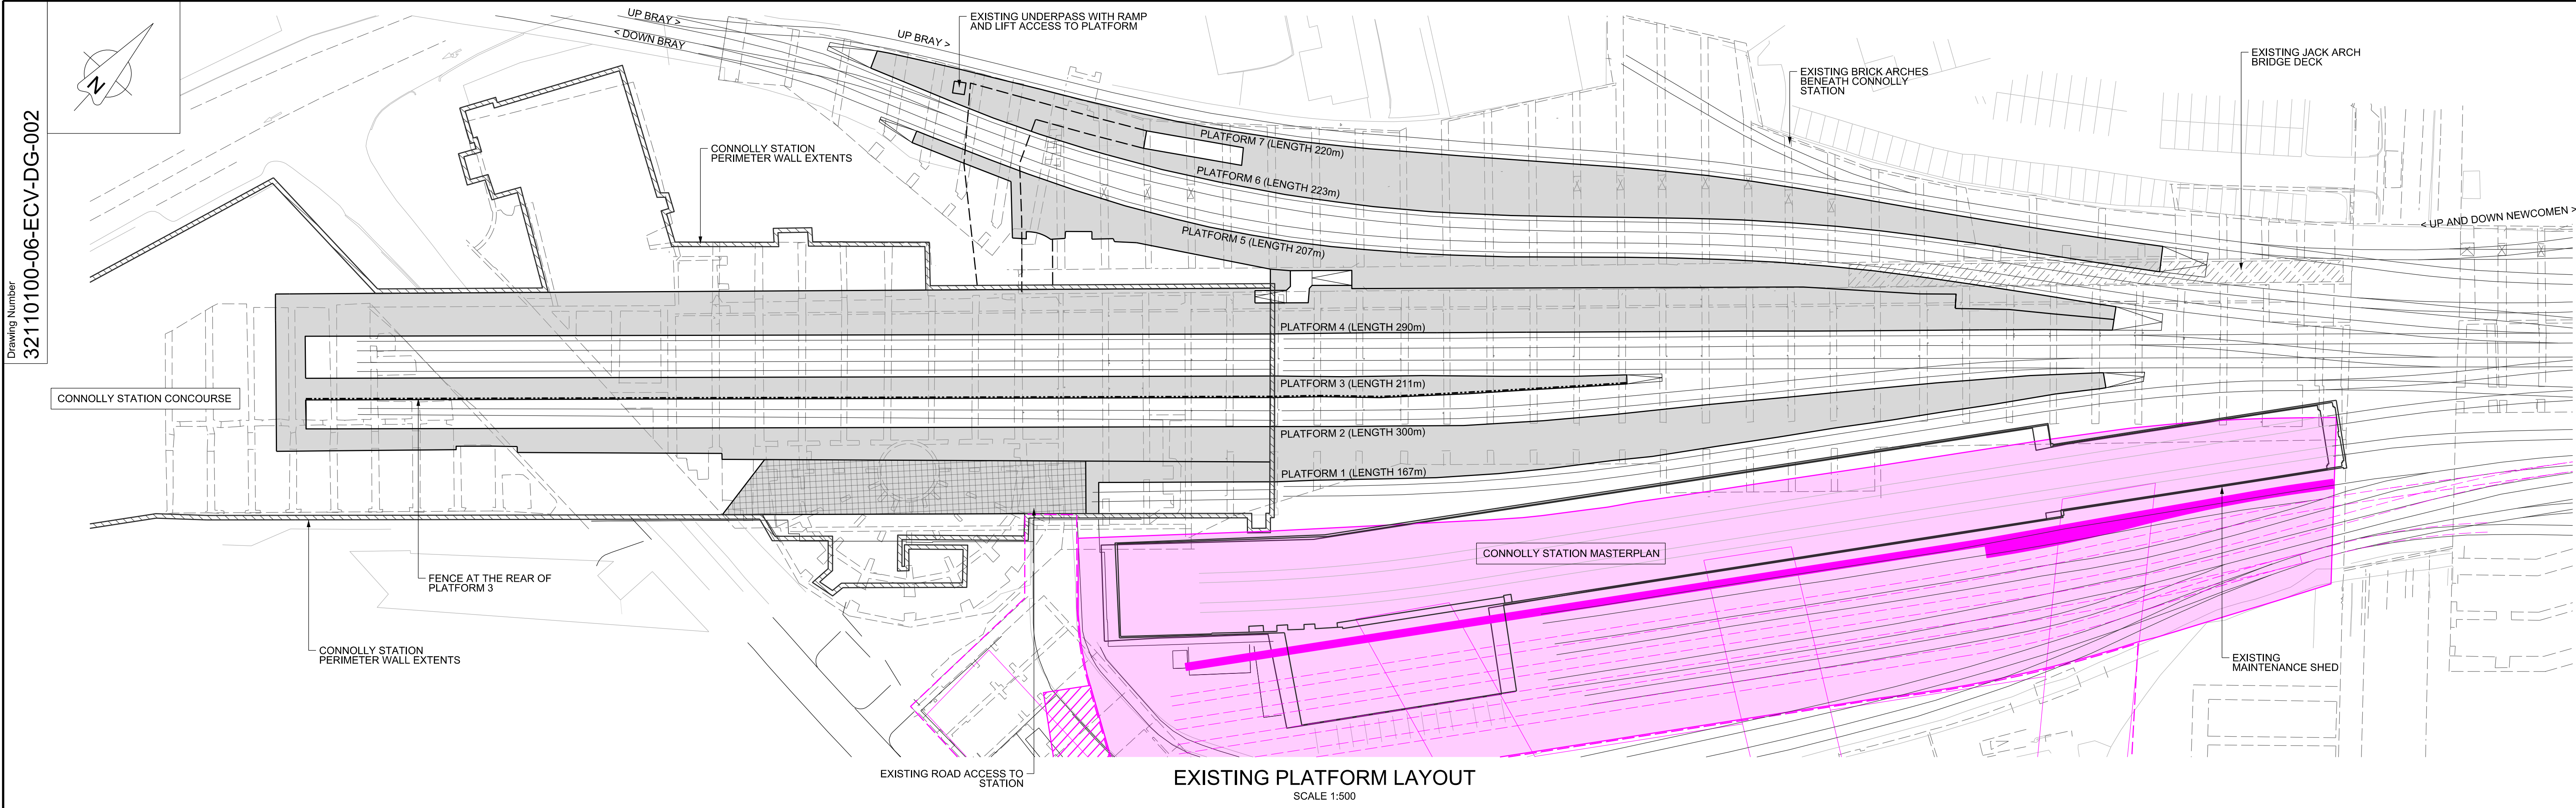 Drawing Number
321110100-06-ECV-DG-002
N
UP BRAY >
< DOWN BRAY
UP BRAY >
EXISTING UNDERPASS WITH RAMP
AND LIFT ACCESS TO PLATFORM
EXISTING BRICK ARCHES
BENEATH CONNOLLY
STATION
EXISTING JACK ARCH
BRIDGE DECK
CONNOLLY STATION
PERIMETER WALL EXTENTS
PLATFORM 7 (LENGTH 220m)
PLATFORM 6 (LENGTH 223m)
PLATFORM 5 (LENGTH 207m)
< UP AND DOWN NEWCOMEN >
PLATFORM 4 (LENGTH 290m)
PLATFORM 3 (LENGTH 211m)
CONNOLLY STATION CONCOURSE
PLATFORM 2 (LENGTH 300m)
PLATFORM 1 (LENGTH 167m)
CONNOLLY STATION MASTERPLAN
FENCE AT THE REAR OF
PLATFORM 3
CONNOLLY STATION
PERIMETER WALL EXTENTS
EXISTING
MAINTENANCE SHED
EXISTING ROAD ACCESS TO
STATION
EXISTING PLATFORM LAYOUT
SCALE 1:500